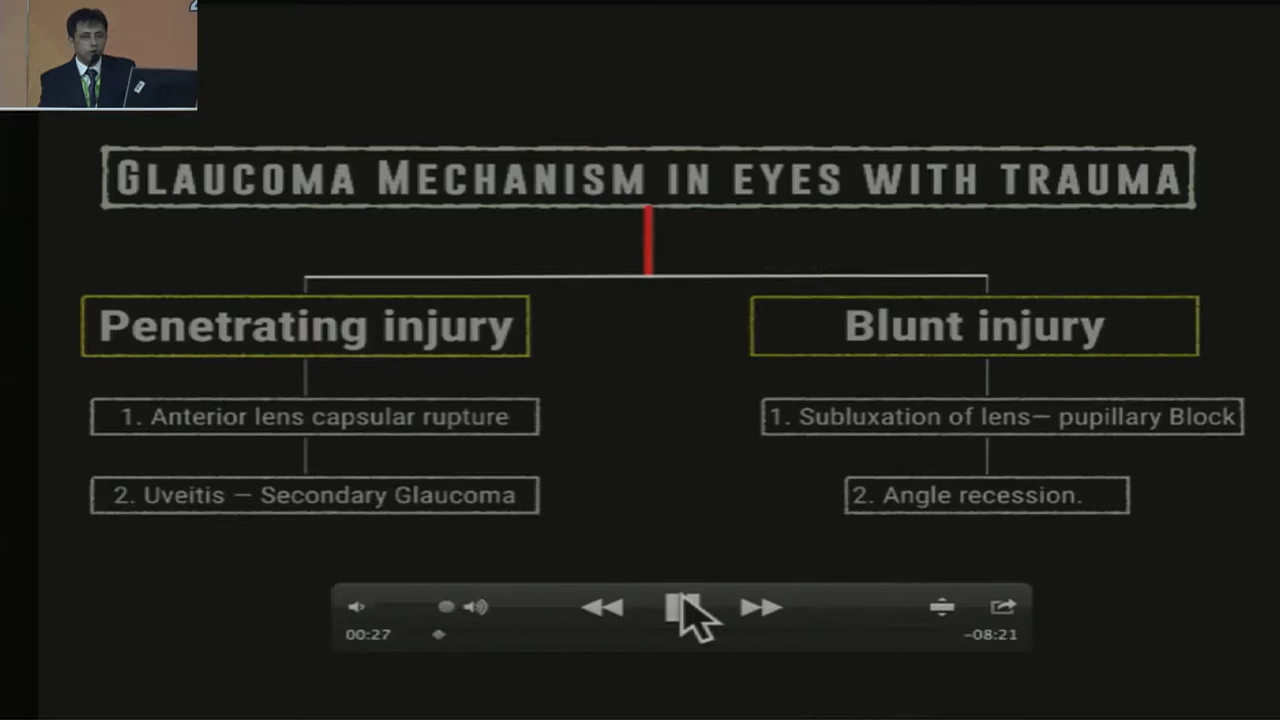 GLAUCOMA MECHANISM IN EYES WITH TRAUMA
Penetrating injury
Blunt injury
1. Anterior lens capsular rupture
1. Subluxation of lens— pupillary Block
2. Uveitis — Secondary Glaucoma
2. Angle recession.
00:27
-08:21